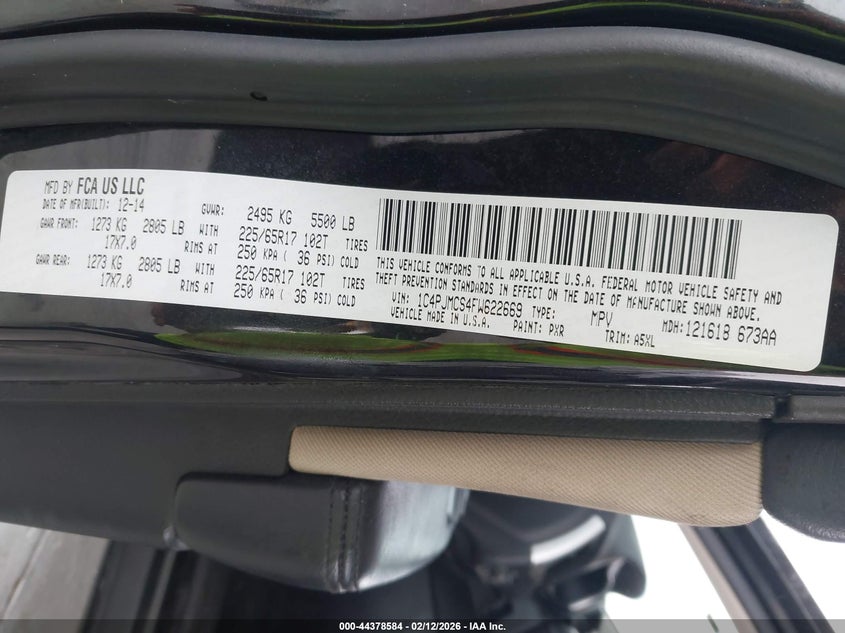 MFD BY FCA US LLC
DATE OF MFR(BUILT): 12-14 GVWR: 2495 KG 5500 LB
GAWR FRONT: 1273 KG 2805 LB WITH 225/65R17 102T TIRES
17X7.0 RIMS AT 250 KPA ( 36 PSI) COLD
GAWR REAR: 1273 KG 2805 LB WITH 225/65R17 102T TIRES
17X7.0 RIMS AT 250 KPA ( 36 PSI) COLD
THIS VEHICLE CONFORMS TO ALL APPLICABLE U.S.A. FEDERAL MOTOR VEHICLE SAFETY AND
THEFT PREVENTION STANDARDS IN EFFECT ON THE DATE OF MANUFACTURE SHOWN ABOVE.
VIN: 1C4PJMCS4FW622669 TYPE: MPV MDH: 121618 673AA
VEHICLE MADE IN U.S.A. PAINT: PXR TRIM: A5XL
000-44378584 - 02/12/2026 - IAA Inc.